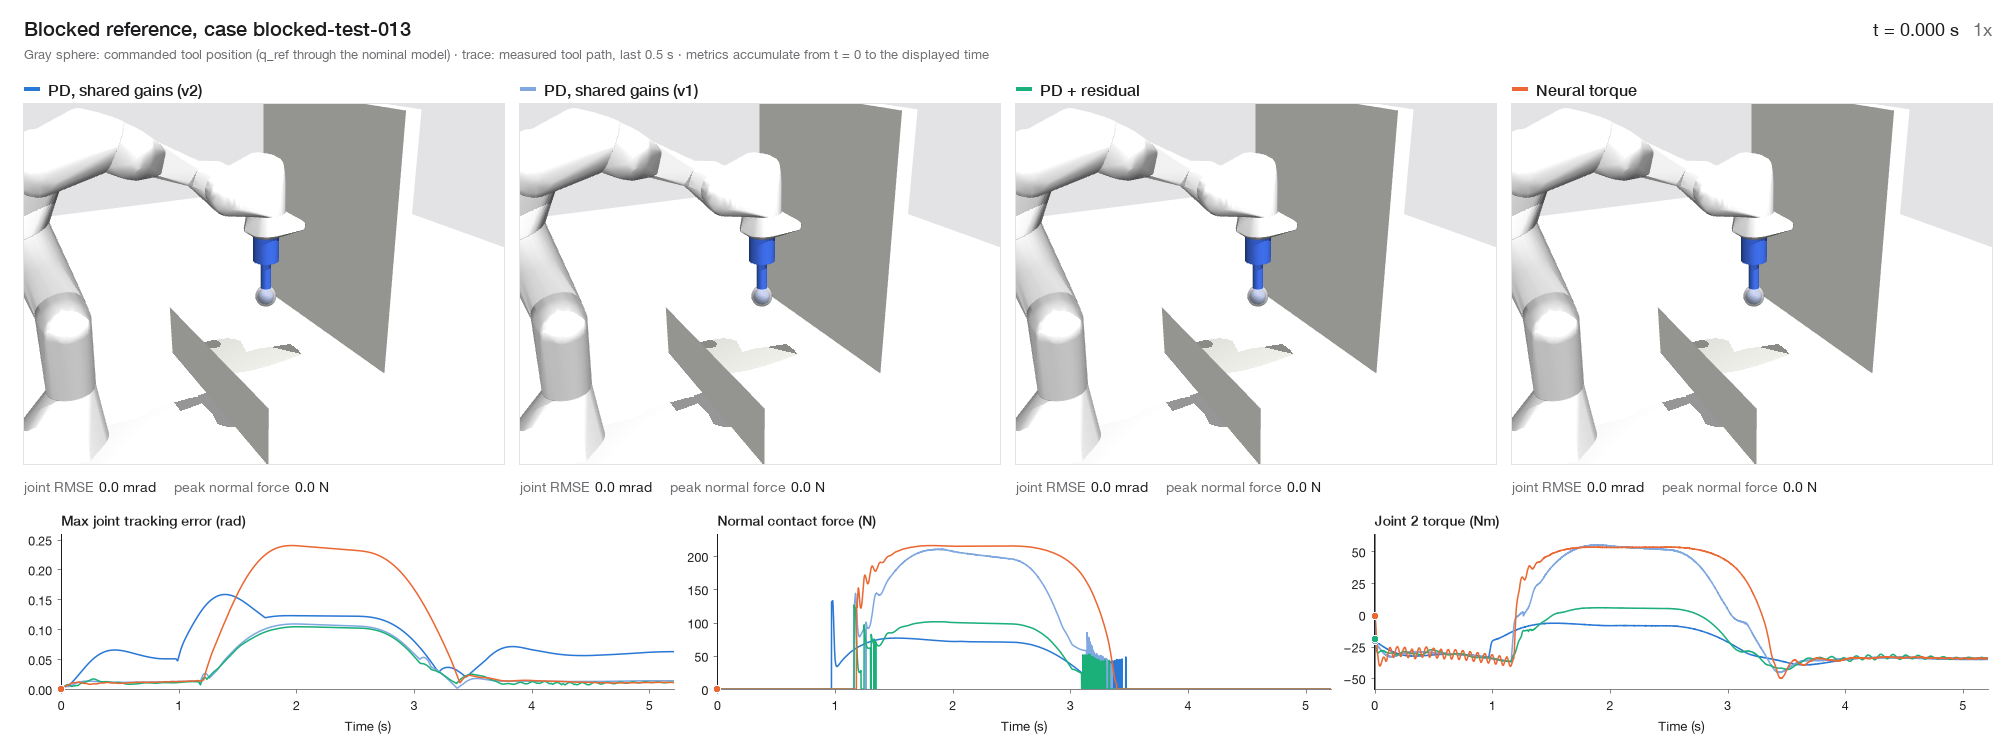 Blocked reference, case blocked-test-013
t = 0.000 s 1x
Gray sphere: commanded tool position (q_ref through the nominal model) · trace: measured tool path, last 0.5 s · metrics accumulate from t = 0 to the displayed time
PD, shared gains (v2)
PD, shared gains (v1)
PD + residual
Neural torque
joint RMSE 0.0 mrad peak normal force 0.0 N
joint RMSE 0.0 mrad peak normal force 0.0 N
joint RMSE 0.0 mrad peak normal force 0.0 N
joint RMSE 0.0 mrad peak normal force 0.0 N
Max joint tracking error (rad)
0.25
0.20
0.15
0.10
0.05
0.00
0 1 2 3 4 5
Time (s)
Normal contact force (N)
200
150
100
50
0
0 1 2 3 4 5
Time (s)
Joint 2 torque (Nm)
50
25
0
−25
−50
0 1 2 3 4 5
Time (s)